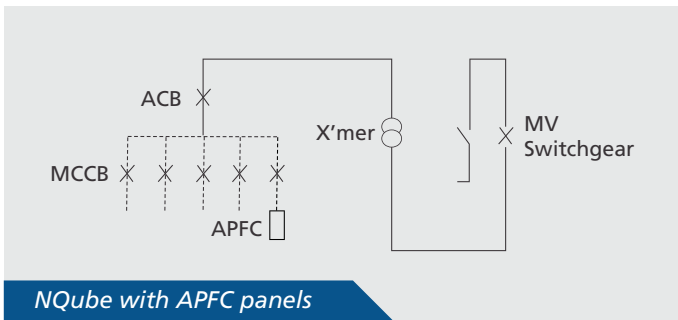 ACB
X'mer
MV
Switchgear
MCCB
APFC
NQube with APFC panels